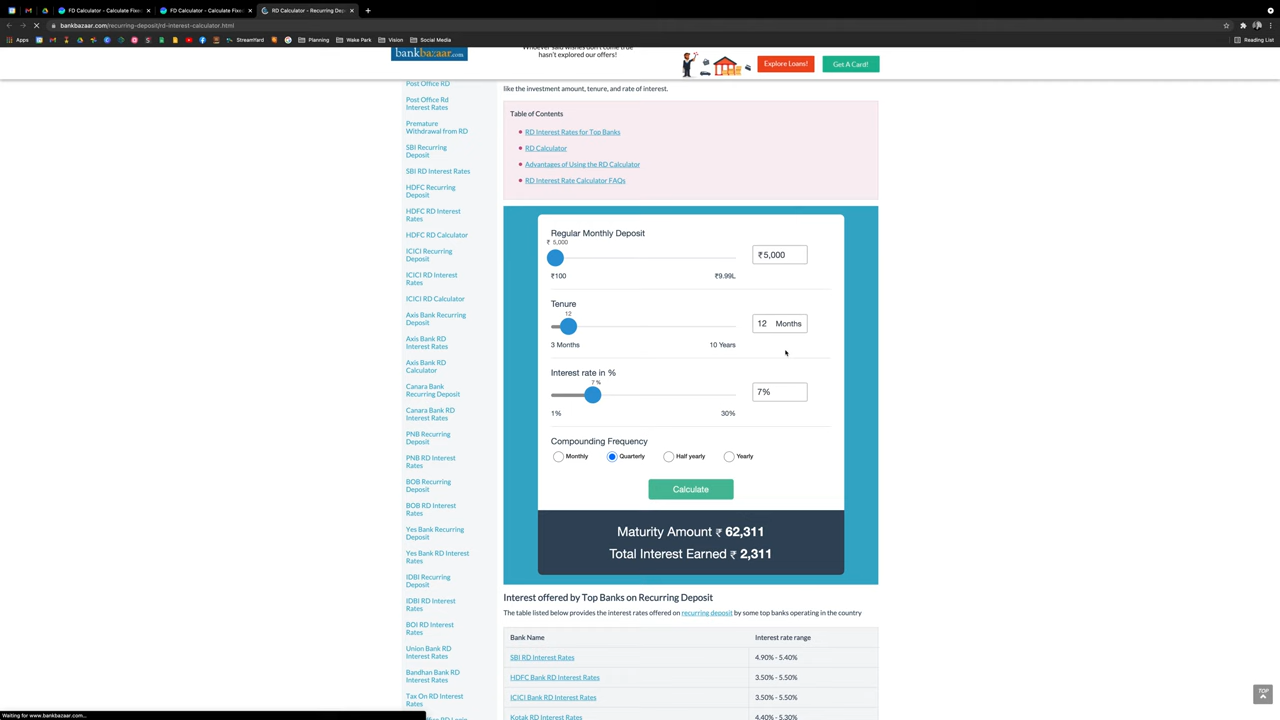 FD Calculator - Calculate Fixe
FD Calculator - Calculate Fixe
RD Calculator - Recurring Dep
bankbazaar.com/recurring-deposit/rd-interest-calculator.html
StreamYard
Planning
Wake Park
Vision
Social Media
Reading List
bankbazaar.com
Whoever said wishes don't come true
hasn't explored our offers!
Explore Loans!
Get A Card!
Post Office RD
Post Office Rd
Interest Rates
Premature
Withdrawal from RD
SBI Recurring
Deposit
SBI RD Interest Rates
HDFC Recurring
Deposit
HDFC RD Interest
Rates
HDFC RD Calculator
ICICI Recurring
Deposit
ICICI RD Interest
Rates
ICICI RD Calculator
Axis Bank Recurring
Deposit
Axis Bank RD
Interest Rates
Axis Bank RD
Calculator
Canara Bank
Recurring Deposit
Canara Bank RD
Interest Rates
PNB Recurring
Deposit
PNB RD Interest
Rates
BOB Recurring
Deposit
BOB RD Interest
Rates
Yes Bank Recurring
Deposit
Yes Bank RD Interest
Rates
IDBI Recurring
Deposit
IDBI RD Interest
Rates
BOI RD Interest
Rates
Union Bank RD
Interest Rates
Bandhan Bank RD
Interest Rates
Tax On RD Interest
Rates
like the investment amount, tenure, and rate of interest.
Table of Contents
RD Interest Rates for Top Banks
RD Calculator
Advantages of Using the RD Calculator
RD Interest Rate Calculator FAQs
Regular Monthly Deposit
₹ 5,000
₹5,000
₹100
₹9.99L
Tenure
12
12 Months
3 Months
10 Years
Interest rate in %
7 %
7%
1%
30%
Compounding Frequency
Monthly
Quarterly
Half yearly
Yearly
Calculate
Maturity Amount ₹ 62,311
Total Interest Earned ₹ 2,311
Interest offered by Top Banks on Recurring Deposit
The table listed below provides the interest rates offered on recurring deposit by some top banks operating in the country
Bank Name Interest rate range
SBI RD Interest Rates 4.90% - 5.40%
HDFC Bank RD Interest Rates 3.50% - 5.50%
ICICI Bank RD Interest Rates 3.50% - 5.50%
Kotak RD Interest Rates 4.40% - 5.30%
TOP
Waiting for www.bankbazaar.com...